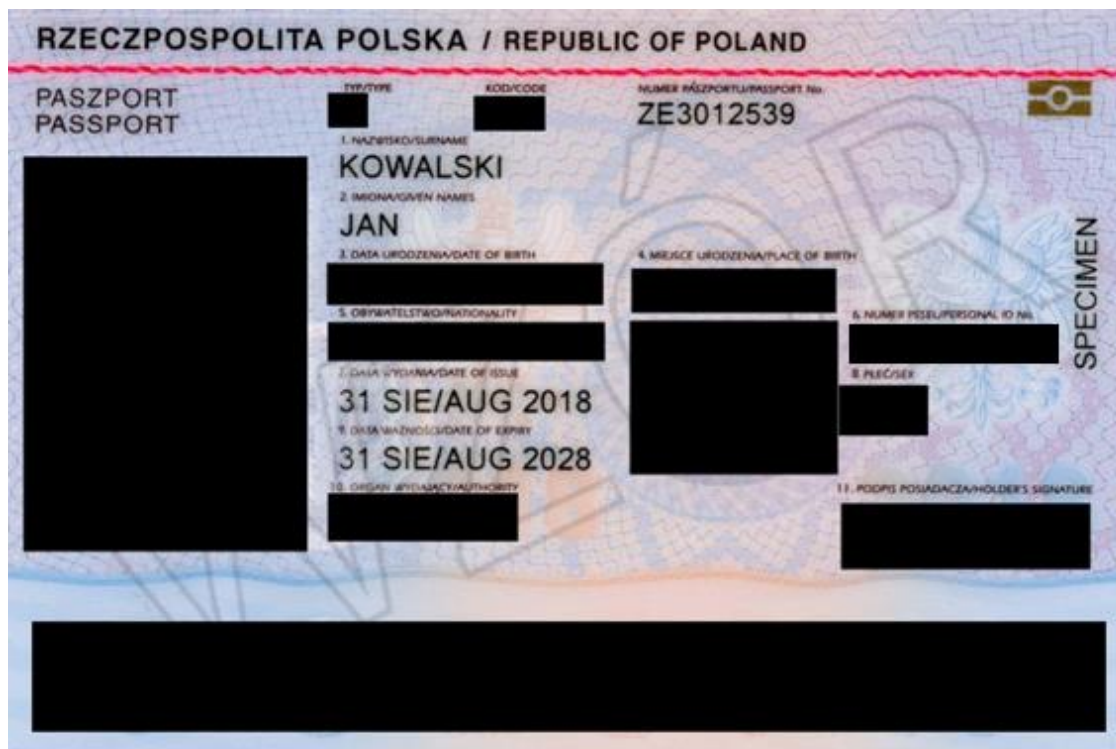 RZECZPOSPOLITA POLSKA / REPUBLIC OF POLAND
PASZPORT
PASSPORT
TYP/TYPE
KOD/CODE
NUMER PASZPORTU/PASSPORT No.
ZE3012539
1. NAZWISKO/SURNAME
KOWALSKI
2. IMIONA/GIVEN NAMES
JAN
3. DATA URODZENIA/DATE OF BIRTH
4. MIEJSCE URODZENIA/PLACE OF BIRTH
5. OBYWATELSTWO/NATIONALITY
6. NUMER PESEL/PERSONAL ID No.
7. DATA WYDANIA/DATE OF ISSUE
31 SIE/AUG 2018
8. PŁEĆ/SEX
9. DATA WAŻNOŚCI/DATE OF EXPIRY
31 SIE/AUG 2028
10. ORGAN WYDAJĄCY/AUTHORITY
11. PODPIS POSIADACZA/HOLDER'S SIGNATURE
SPECIMEN
WZÓR